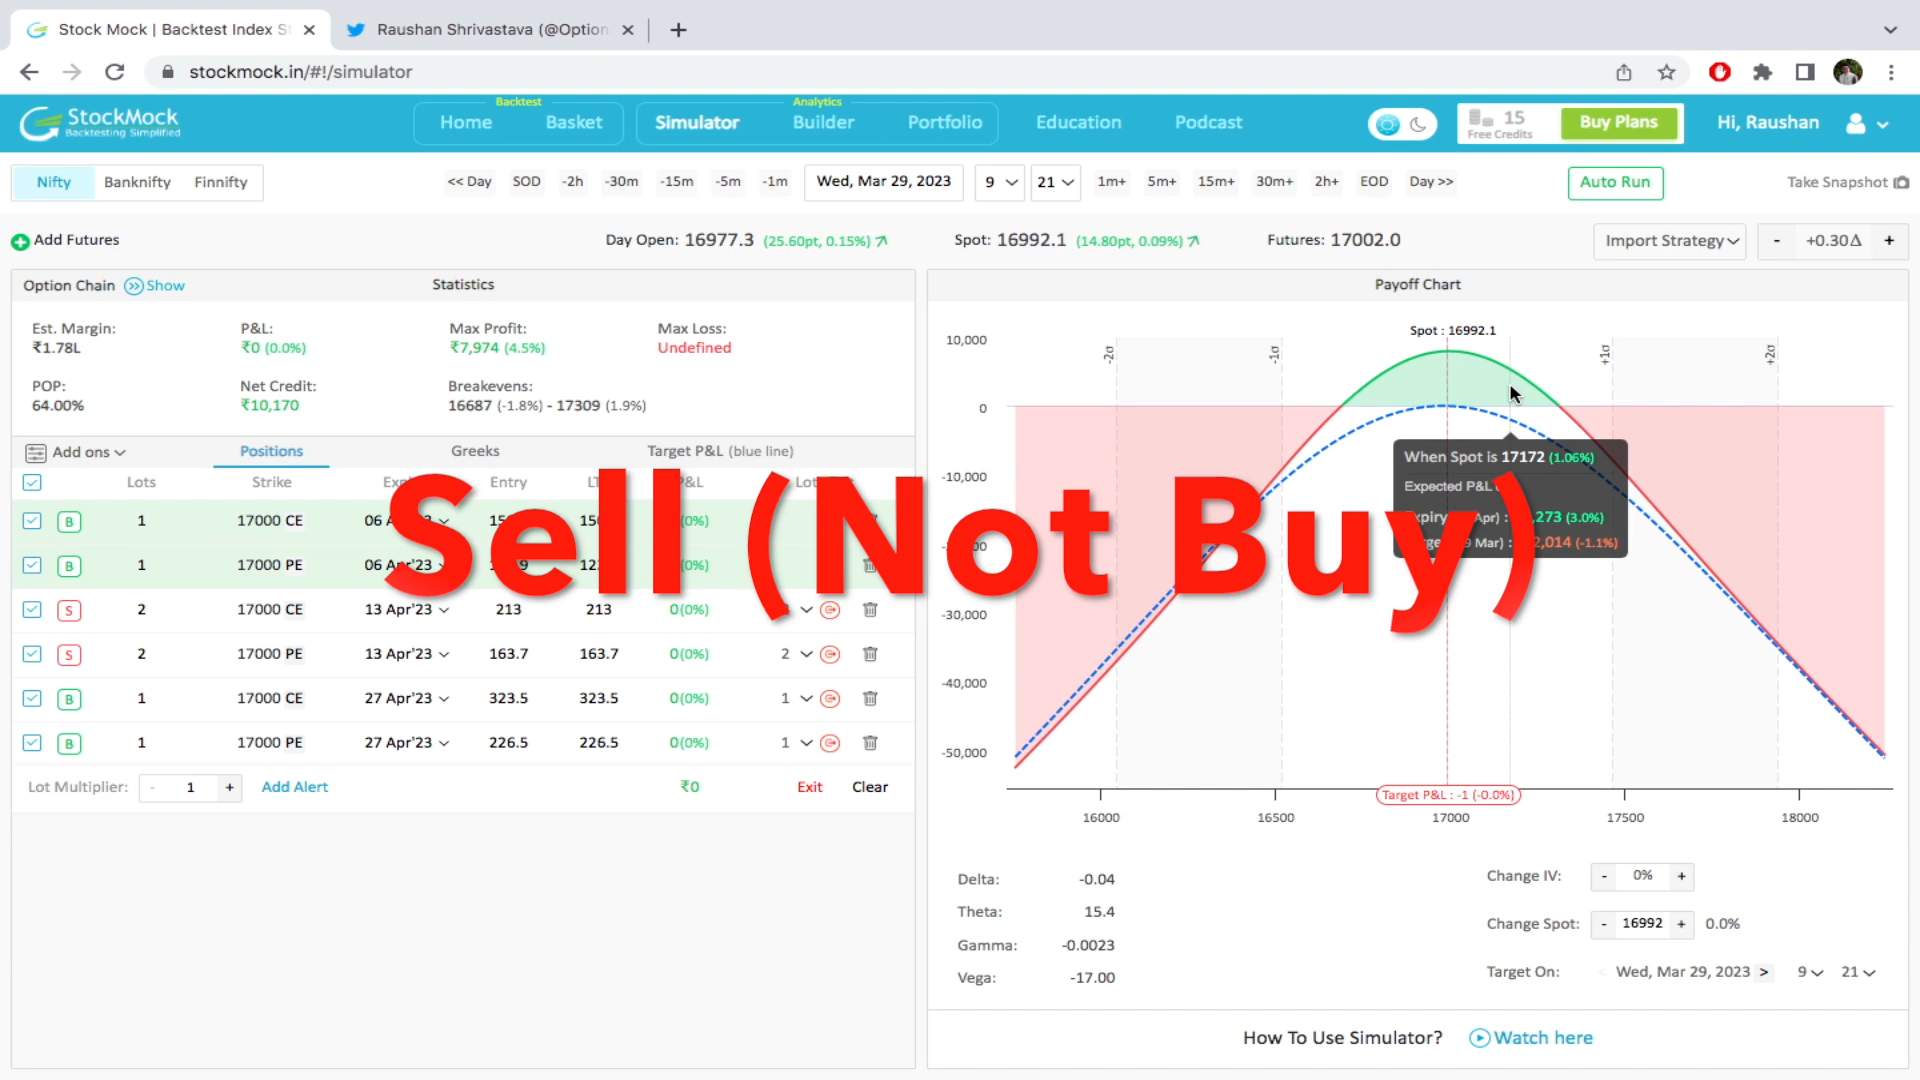 Stock Mock | Backtest Index S
Raushan Shrivastava (@Option
stockmock.in/#!/simulator
StockMock
Backtesting Simplified
Backtest
Home Basket
Analytics
Simulator Builder Portfolio
Education Podcast
15
Free Credits
Buy Plans
Hi, Raushan
Nifty Banknifty Finnifty
<< Day SOD -2h -30m -15m -5m -1m Wed, Mar 29, 2023 9 21 1m+ 5m+ 15m+ 30m+ 2h+ EOD Day >>
Auto Run
Take Snapshot
Add Futures
Day Open: 16977.3 (25.60pt, 0.15%)
Spot: 16992.1 (14.80pt, 0.09%)
Futures: 17002.0
Import Strategy
- +0.30Δ +
Option Chain Show
Statistics
Est. Margin: P&L: Max Profit: Max Loss:
₹1.78L ₹0 (0.0%) ₹7,974 (4.5%) Undefined
POP: Net Credit: Breakevens:
64.00% ₹10,170 16687 (-1.8%) - 17309 (1.9%)
Add ons Positions Greeks Target P&L (blue line)
Lots Strike Entry
B 1 17000 CE 06
B 1 17000 PE 06
S 2 17000 CE 13 Apr'23 213 213 0(0%)
S 2 17000 PE 13 Apr'23 163.7 163.7 0(0%) 2
B 1 17000 CE 27 Apr'23 323.5 323.5 0(0%) 1
B 1 17000 PE 27 Apr'23 226.5 226.5 0(0%) 1
Lot Multiplier: - 1 + Add Alert ₹0 Exit Clear
Sell (Not Buy)
Payoff Chart
Spot : 16992.1
-2σ -1σ +1σ +2σ
10,000
0
-10,000
-30,000
-40,000
-50,000
When Spot is 17172 (1.06%)
Expected P&L
(3.0%)
(-1.1%)
Target P&L : -1 (-0.0%)
16000 16500 17000 17500 18000
Delta: -0.04
Theta: 15.4
Gamma: -0.0023
Vega: -17.00
Change IV: - 0% +
Change Spot: - 16992 + 0.0%
Target On: < Wed, Mar 29, 2023 > 9 21
How To Use Simulator? Watch here